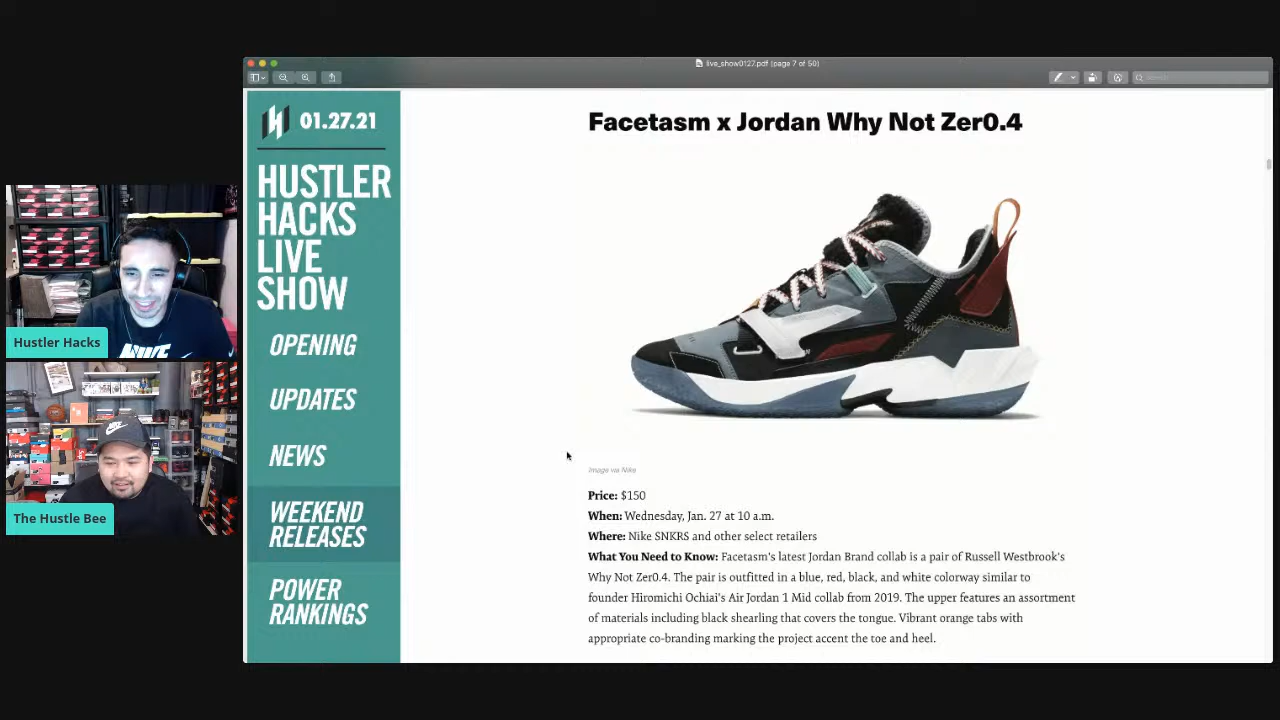 live_show0127.pdf (page 7 of 50)
Search
01.27.21
HUSTLER
HACKS
LIVE
SHOW
OPENING
UPDATES
NEWS
WEEKEND
RELEASES
POWER
RANKINGS
Facetasm x Jordan Why Not Zer0.4
Image via Nike
Price: $150
When: Wednesday, Jan. 27 at 10 a.m.
Where: Nike SNKRS and other select retailers
What You Need to Know: Facetasm's latest Jordan Brand collab is a pair of Russell Westbrook's
Why Not Zer0.4. The pair is outfitted in a blue, red, black, and white colorway similar to
founder Hiromichi Ochiai's Air Jordan 1 Mid collab from 2019. The upper features an assortment
of materials including black shearling that covers the tongue. Vibrant orange tabs with
appropriate co-branding marking the project accent the toe and heel.
Hustler Hacks
NIKE
The Hustle Bee